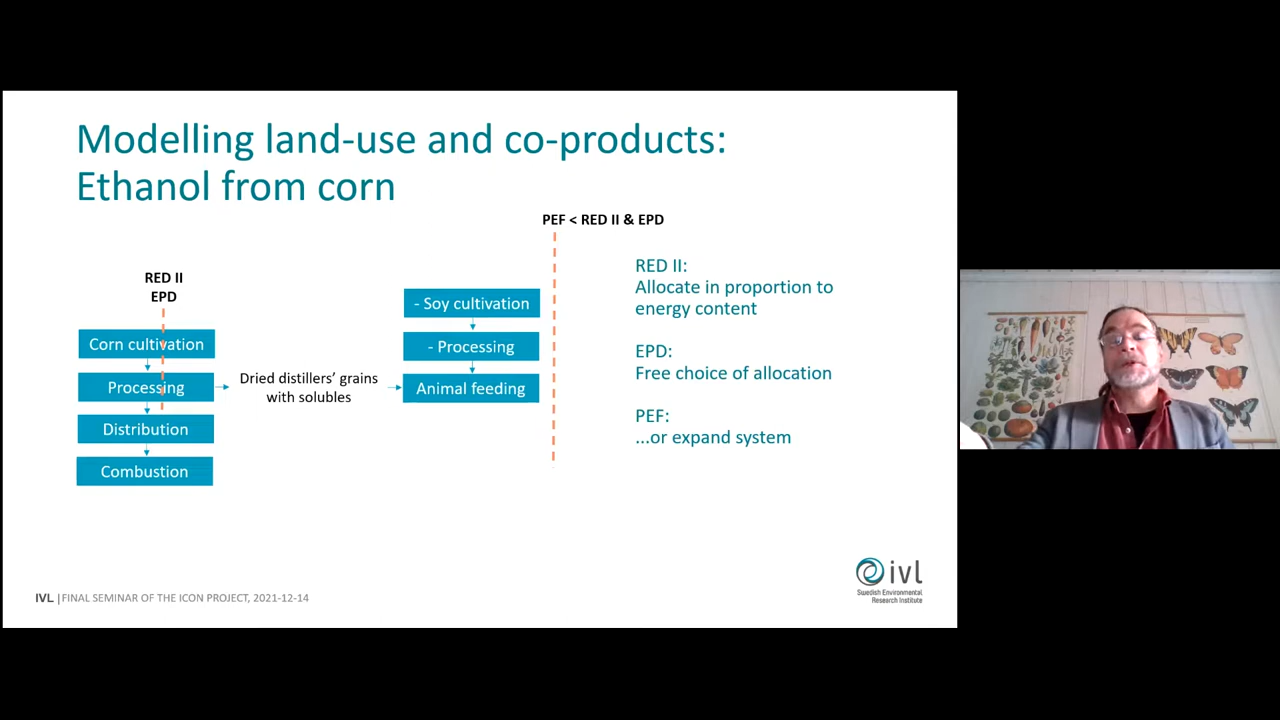 Modelling land-use and co-products:
Ethanol from corn
PEF < RED II & EPD
RED II
EPD
Corn cultivation
Processing
Distribution
Combustion
Dried distillers' grains
with solubles
- Soy cultivation
- Processing
Animal feeding
RED II:
Allocate in proportion to
energy content
EPD:
Free choice of allocation
PEF:
...or expand system
IVL | FINAL SEMINAR OF THE ICON PROJECT, 2021-12-14
ivl
Swedish Environmental
Research Institute